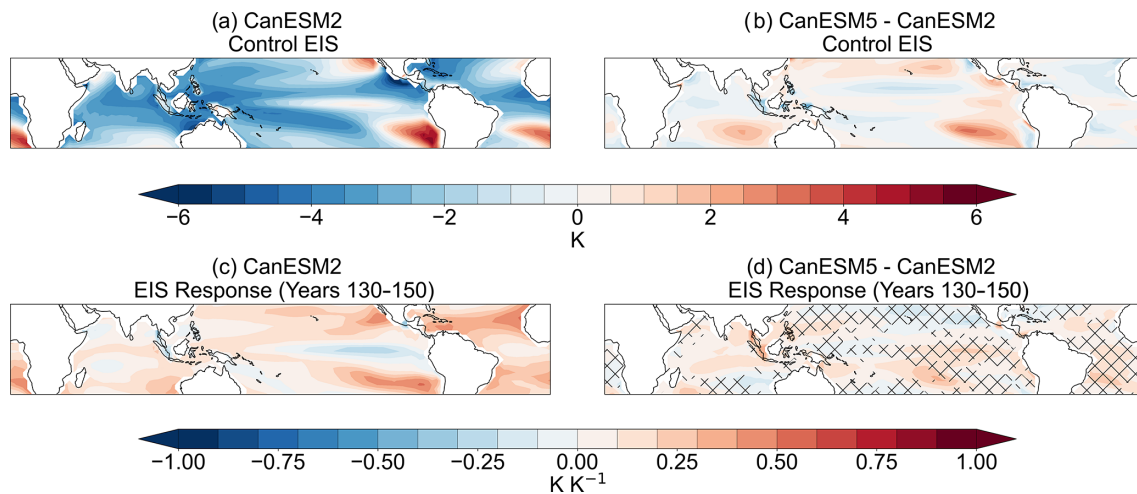 (a) CanESM2
Control EIS
(b) CanESM5 - CanESM2
Control EIS
−6 −4 −2 0 2 4 6
K
(c) CanESM2
EIS Response (Years 130–150)
(d) CanESM5 - CanESM2
EIS Response (Years 130–150)
−1.00 −0.75 −0.50 −0.25 0.00 0.25 0.50 0.75 1.00
K K⁻¹